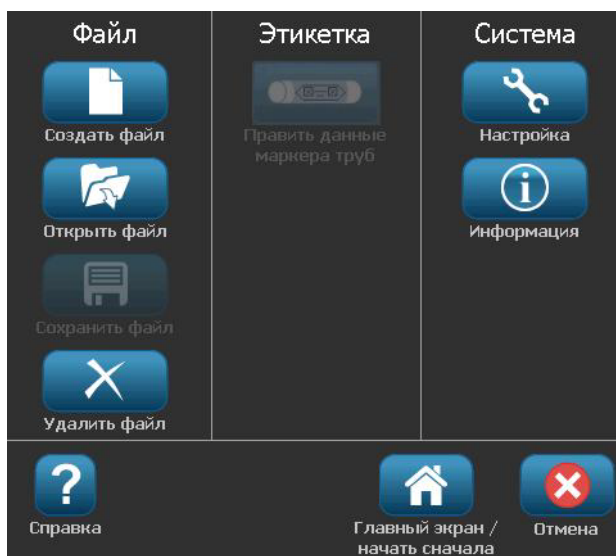 Файл
Создать файл
Открыть файл
Сохранить файл
Удалить файл
Этикетка
Править данные
маркера труб
Система
Настройка
Информация
?
Справка
Главный экран /
начать сначала
Отмена